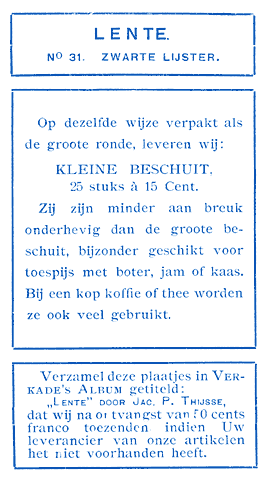 LENTE.
No 31. ZWARTE LIJSTER.
Op dezelfde wijze verpakt als
de groote ronde, leveren wij:
KLEINE BESCHUIT,
25 stuks à 15 Cent.
Zij zijn minder aan breuk
onderhevig dan de groote be-
schuit, bijzonder geschikt voor
toespijs met boter, jam of kaas.
Bij een kop koffie of thee worden
ze ook veel gebruikt.
Verzamel deze plaatjes in VER-
KADE'S ALBUM getiteld:
„LENTE" DOOR JAC. P. THIJSSE,
dat wij na ontvangst van 50 cents
franco toezenden indien Uw
leverancier van onze artikelen
het niet voorhanden heeft.